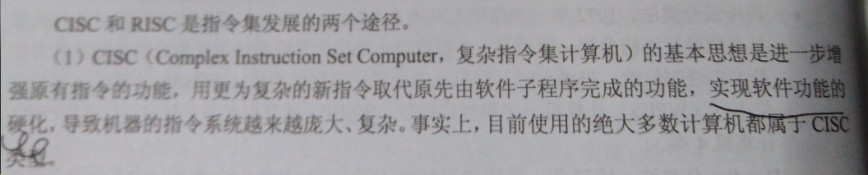 CISC 和 RISC 是指令集发展的两个途径。
(1) CISC (Complex Instruction Set Computer, 复杂指令集计算机) 的基本思想是进一步增
强原有指令的功能，用更为复杂的新指令取代原先由软件子程序完成的功能，实现软件功能的
硬化，导致机器的指令系统越来越庞大、复杂。事实上，目前使用的绝大多数计算机都属于 CISC
类型。